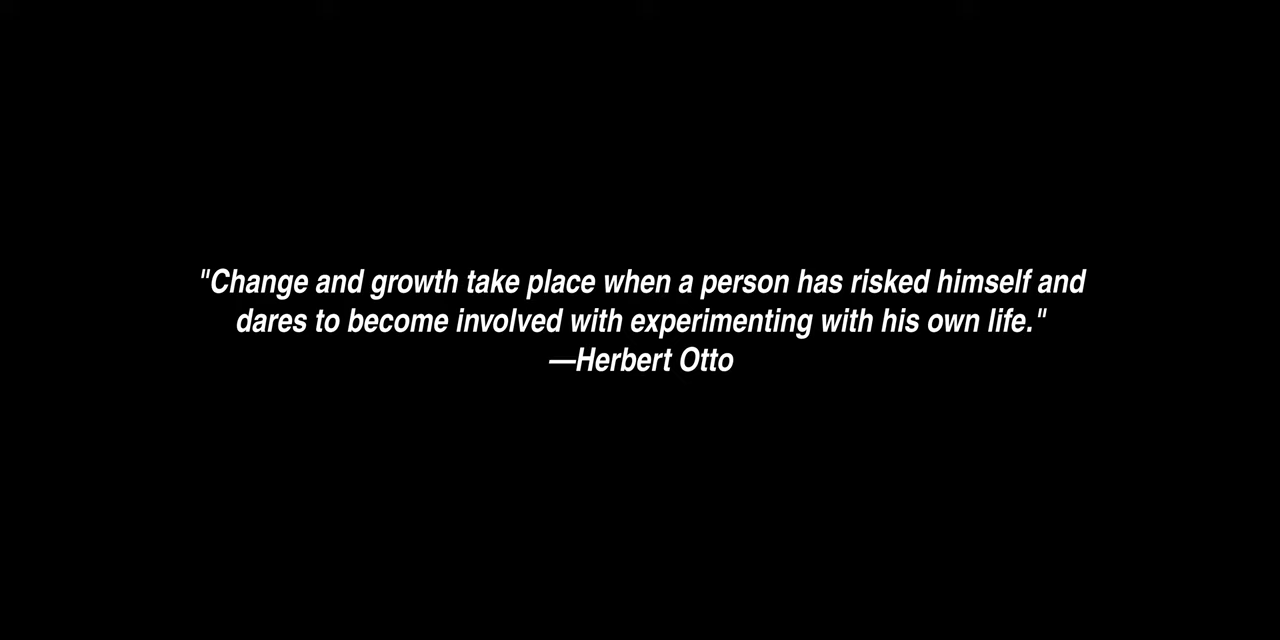 "Change and growth take place when a person has risked himself and
dares to become involved with experimenting with his own life."
—Herbert Otto